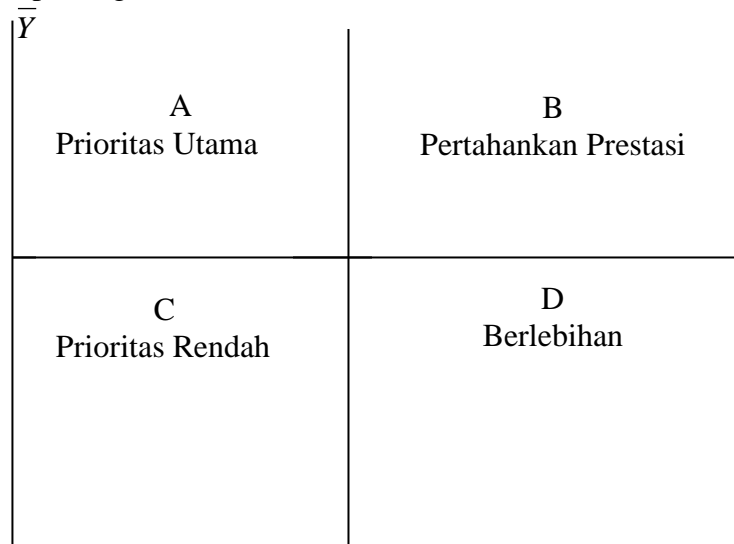 Y̅
A
Prioritas Utama
B
Pertahankan Prestasi
C
Prioritas Rendah
D
Berlebihan